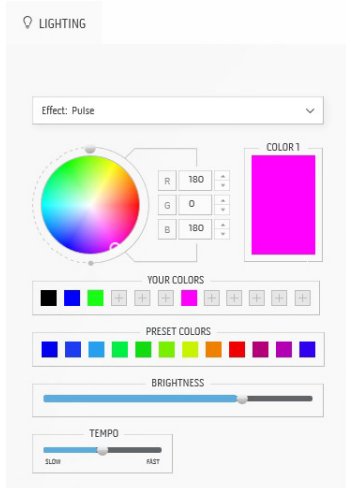 LIGHTING
Effect: Pulse
COLOR 1
R 180
G 0
B 180
YOUR COLORS
PRESET COLORS
BRIGHTNESS
TEMPO
SLOW FAST